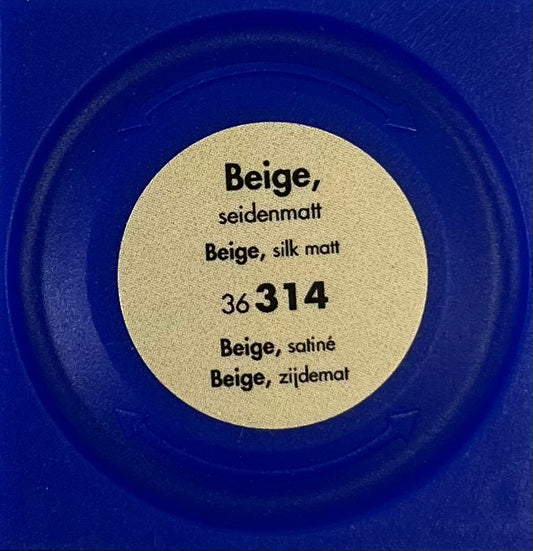 Beige,
seidenmatt
Beige, silk matt
36 314
Beige, satiné
Beige, zijdemat